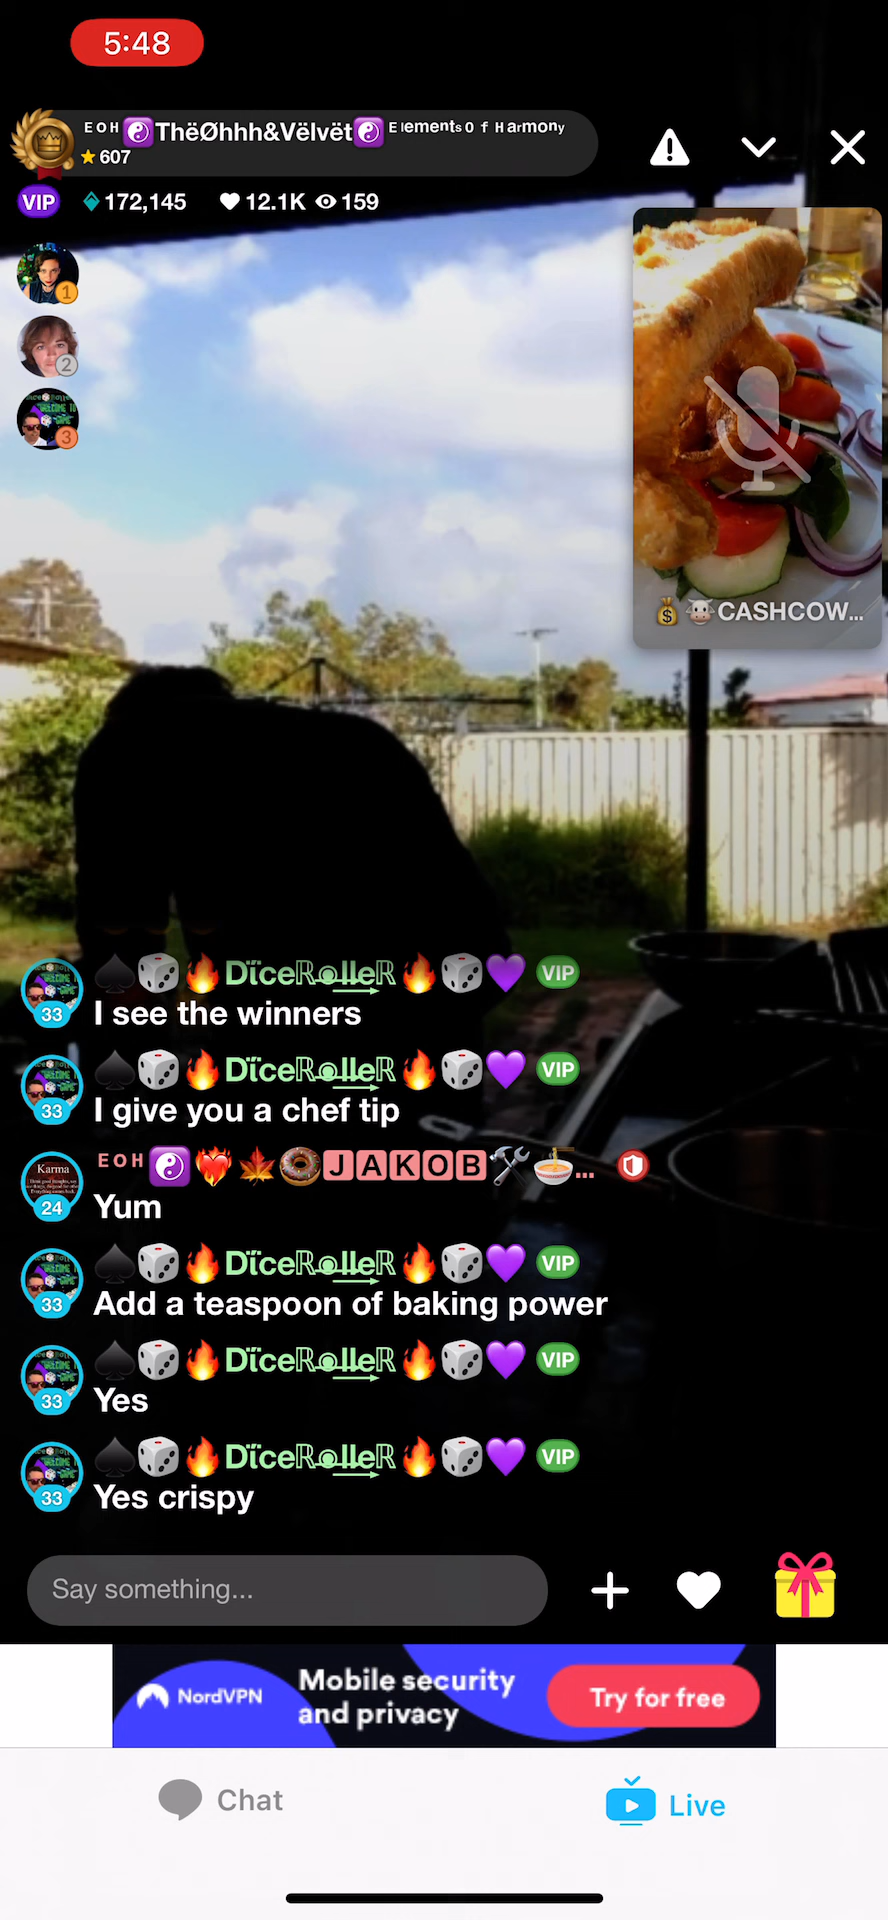 5:48
EOH ☯️ThëØhhh&Vëlvët☯️ Elements Of Harmony
⭐ 607
VIP 172,145 12.1K 159
1
2
WELCOME TO
3
💰🐮CASHCOW...
♠️🎲🔥DïceRolleR🔥🎲💜 VIP
33
I see the winners
♠️🎲🔥DïceRolleR🔥🎲💜 VIP
33
I give you a chef tip
EOH☯️❤️‍🔥🍁🍩JAKOB🛠️🍜...
Karma
24
Yum
♠️🎲🔥DïceRolleR🔥🎲💜 VIP
33
Add a teaspoon of baking power
♠️🎲🔥DïceRolleR🔥🎲💜 VIP
33
Yes
♠️🎲🔥DïceRolleR🔥🎲💜 VIP
33
Yes crispy
Say something...
NordVPN
Mobile security
and privacy
Try for free
Chat
Live